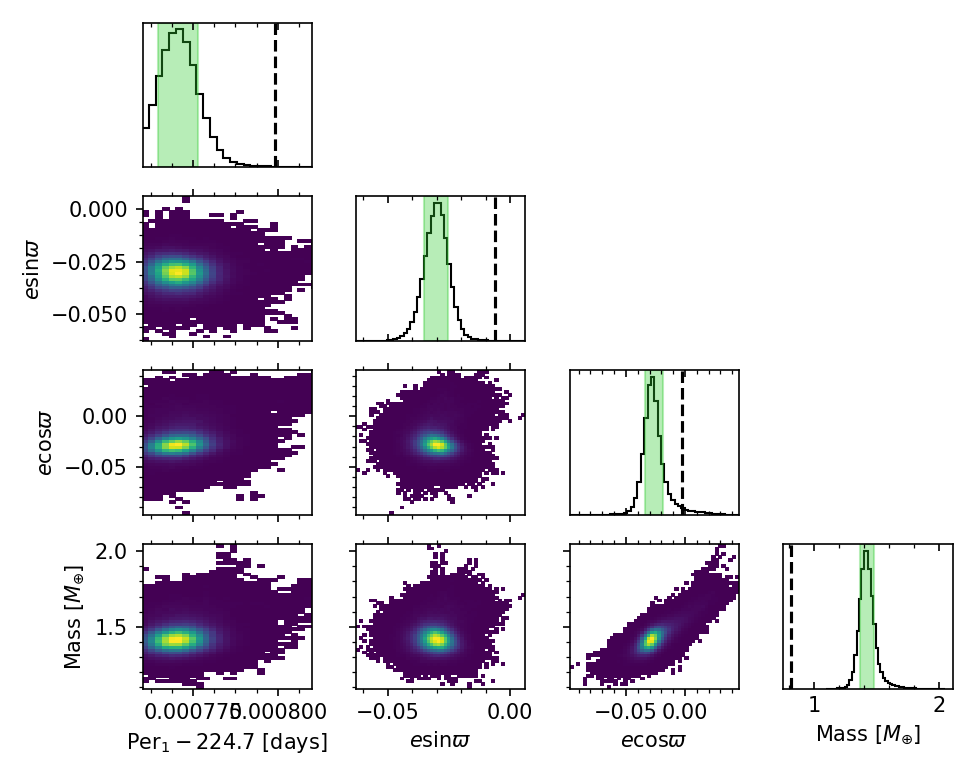 0.000
−0.025
−0.050
esinϖ
0.00
−0.05
ecosϖ
2.0
1.5
Mass [M⊕]
0.000775 0.000800
Per₁ − 224.7 [days]
−0.05 0.00
esinϖ
−0.05 0.00
ecosϖ
1 2
Mass [M⊕]